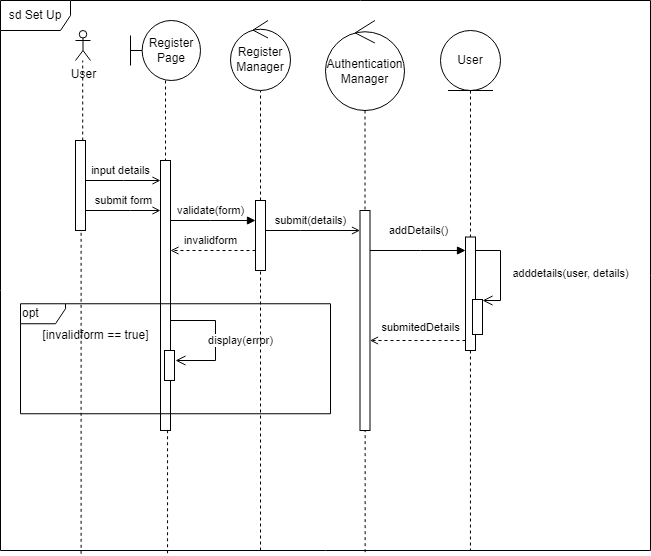 sd Set Up
User
Register
Page
Register
Manager
Authentication
Manager
User
input details
submit form
validate(form)
submit(details)
invalidform
addDetails()
adddetails(user, details)
opt
[invalidform == true]
display(error)
submitedDetails